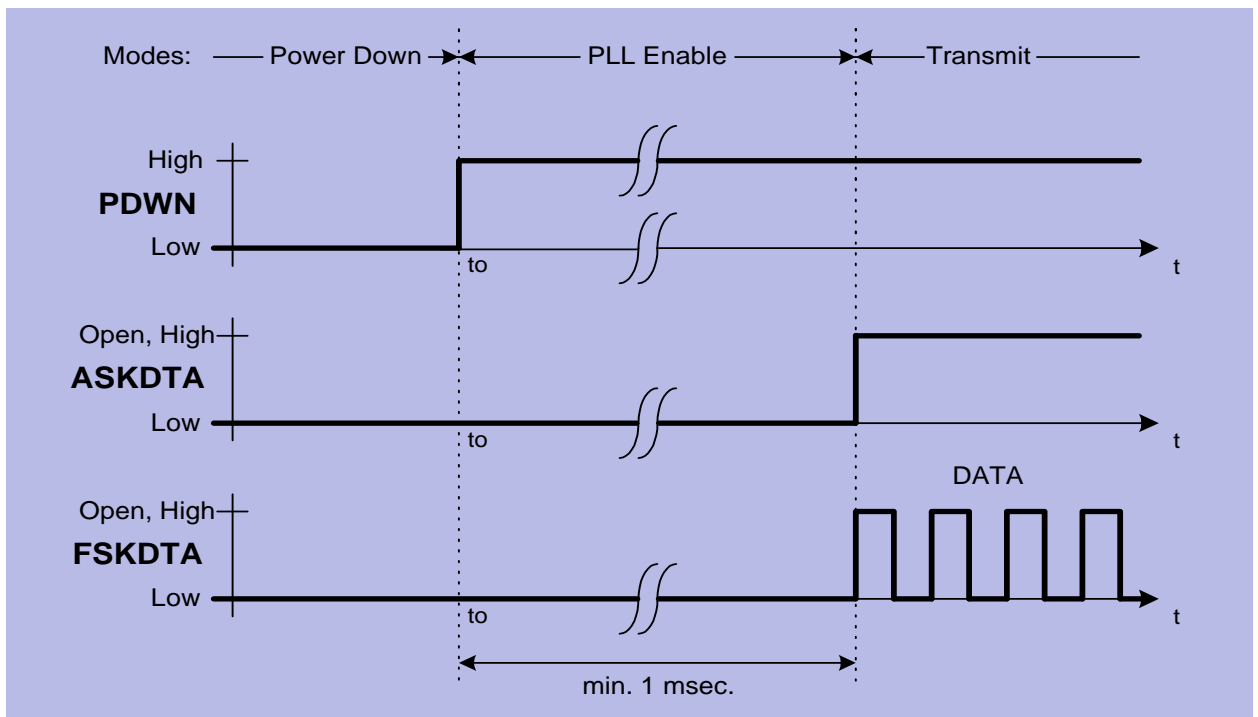 Modes: Power Down PLL Enable Transmit
High
PDWN
Low
to
t
Open, High
ASKDTA
Low
to
t
DATA
Open, High
FSKDTA
Low
to
t
min. 1 msec.